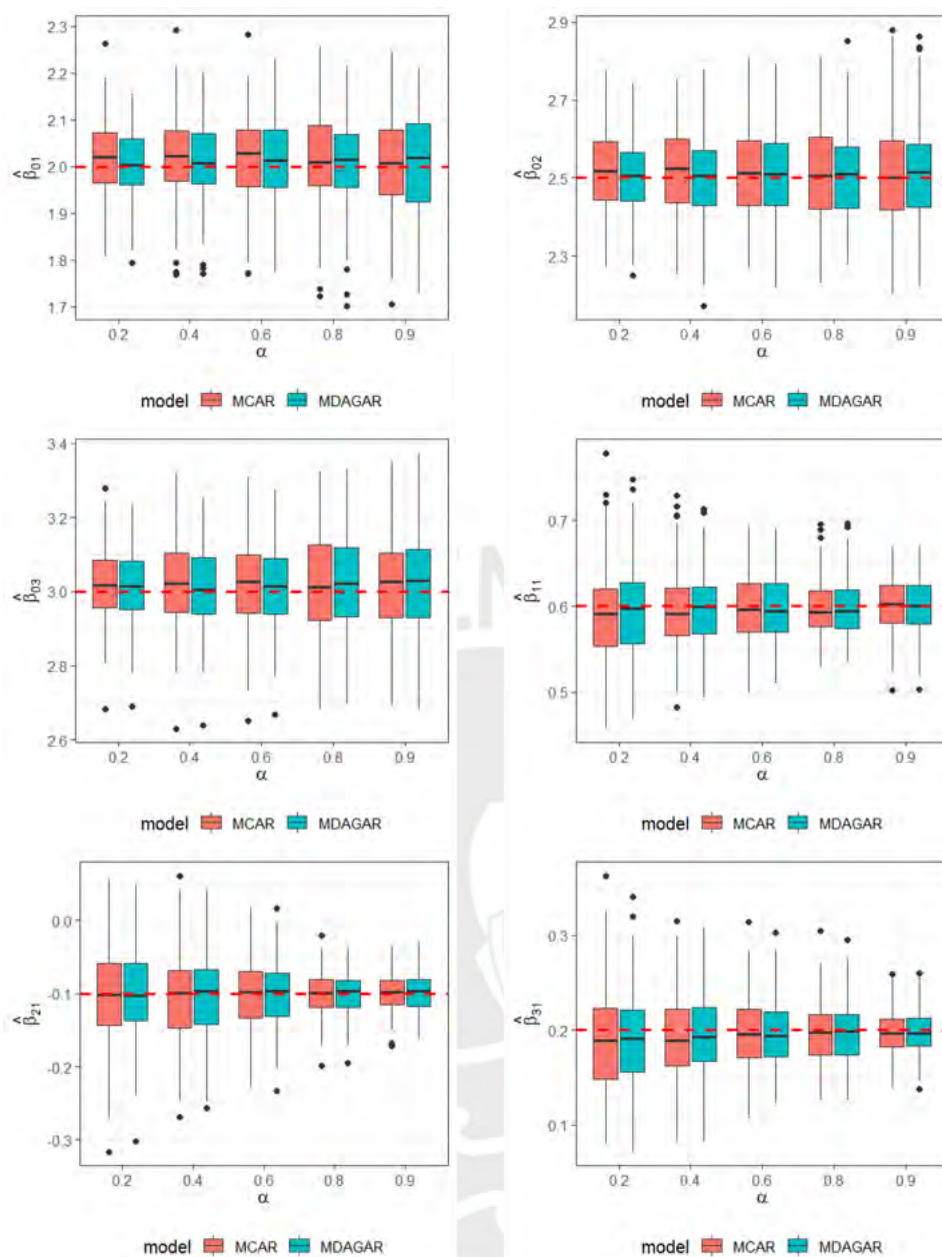 2.3
2.2
2.1
2.0
1.9
1.8
1.7
β̂01
0.2 0.4 0.6 0.8 0.9
α
model MCAR MDAGAR
2.9
2.7
2.5
2.3
β̂02
0.2 0.4 0.6 0.8 0.9
α
model MCAR MDAGAR
3.4
3.2
3.0
2.8
2.6
β̂03
0.2 0.4 0.6 0.8 0.9
α
model MCAR MDAGAR
0.7
0.6
0.5
β̂11
0.2 0.4 0.6 0.8 0.9
α
model MCAR MDAGAR
0.0
-0.1
-0.2
-0.3
β̂21
0.2 0.4 0.6 0.8 0.9
α
model MCAR MDAGAR
0.3
0.2
0.1
β̂31
0.2 0.4 0.6 0.8 0.9
α
model MCAR MDAGAR